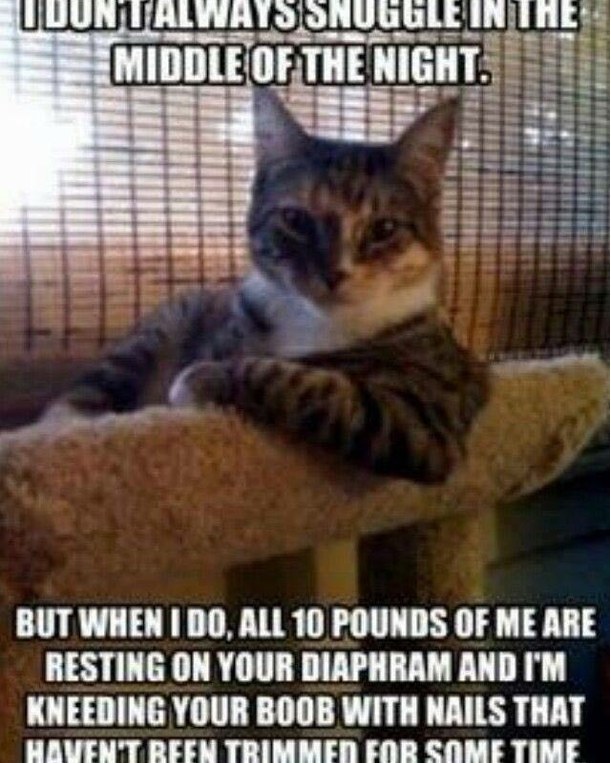 I DON'T ALWAYS SNUGGLE IN THE
MIDDLE OF THE NIGHT.
BUT WHEN I DO, ALL 10 POUNDS OF ME ARE
RESTING ON YOUR DIAPHRAM AND I'M
KNEEDING YOUR BOOB WITH NAILS THAT
HAVEN'T BEEN TRIMMED FOR SOME TIME